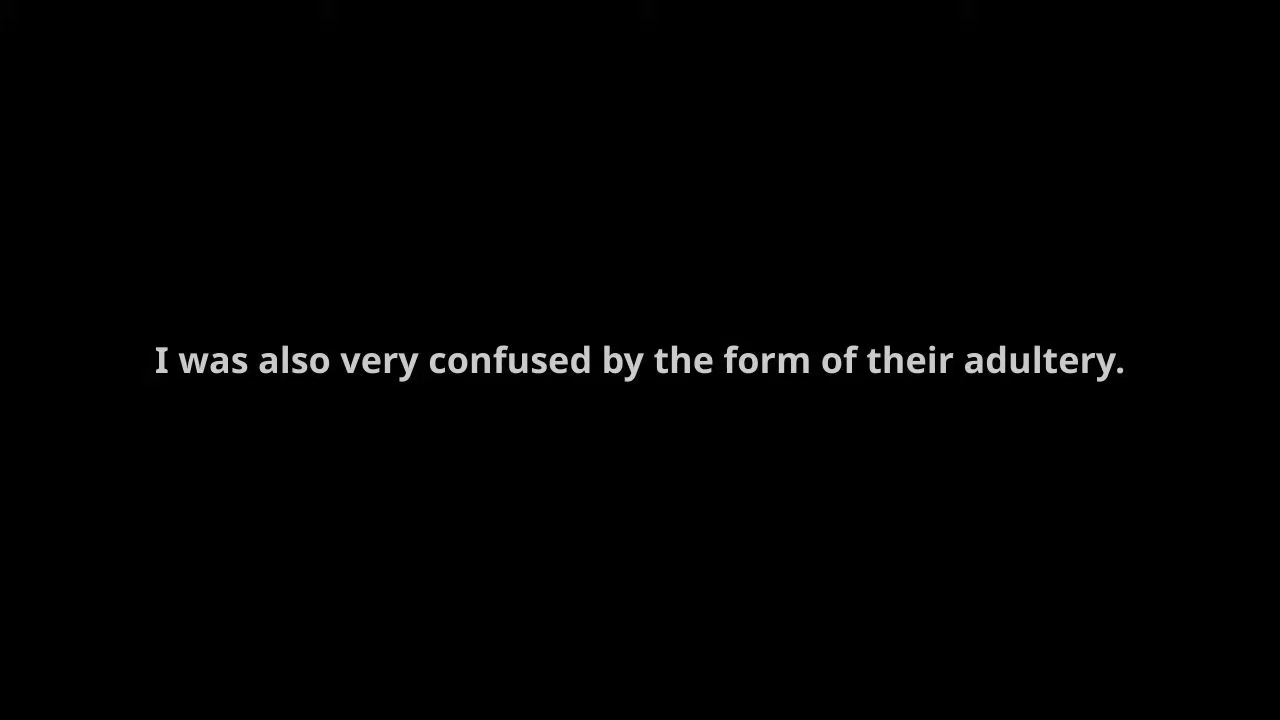 I was also very confused by the form of their adultery.